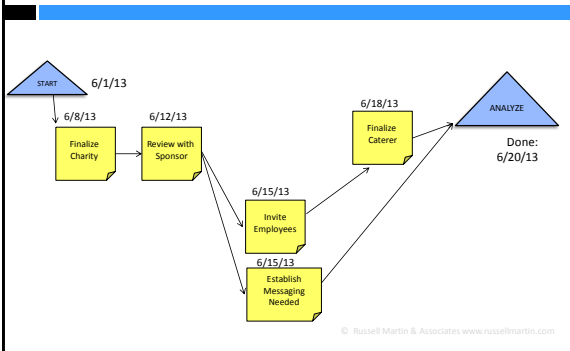 START
6/1/13
6/8/13
Finalize
Charity
6/12/13
Review with
Sponsor
6/15/13
Invite
Employees
6/15/13
Establish
Messaging
Needed
6/18/13
Finalize
Caterer
ANALYZE
Done:
6/20/13
© Russell Martin & Associates www.russellmartin.com